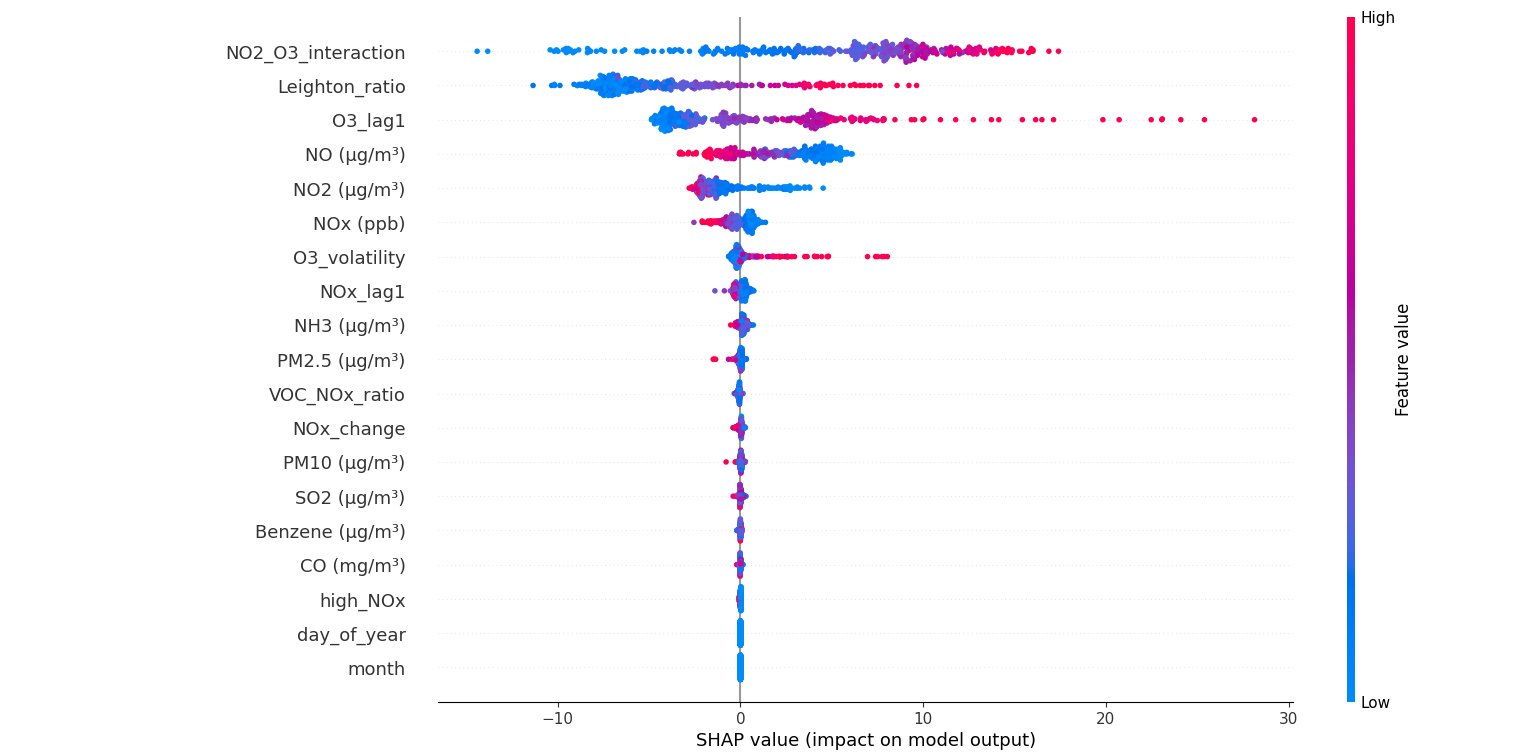 High
NO2_O3_interaction
Leighton_ratio
O3_lag1
NO (µg/m³)
NO2 (µg/m³)
NOx (ppb)
O3_volatility
NOx_lag1
NH3 (µg/m³)
PM2.5 (µg/m³)
VOC_NOx_ratio
NOx_change
PM10 (µg/m³)
SO2 (µg/m³)
Benzene (µg/m³)
CO (mg/m³)
high_NOx
day_of_year
month
Feature value
Low
−10 0 10 20 30
SHAP value (impact on model output)